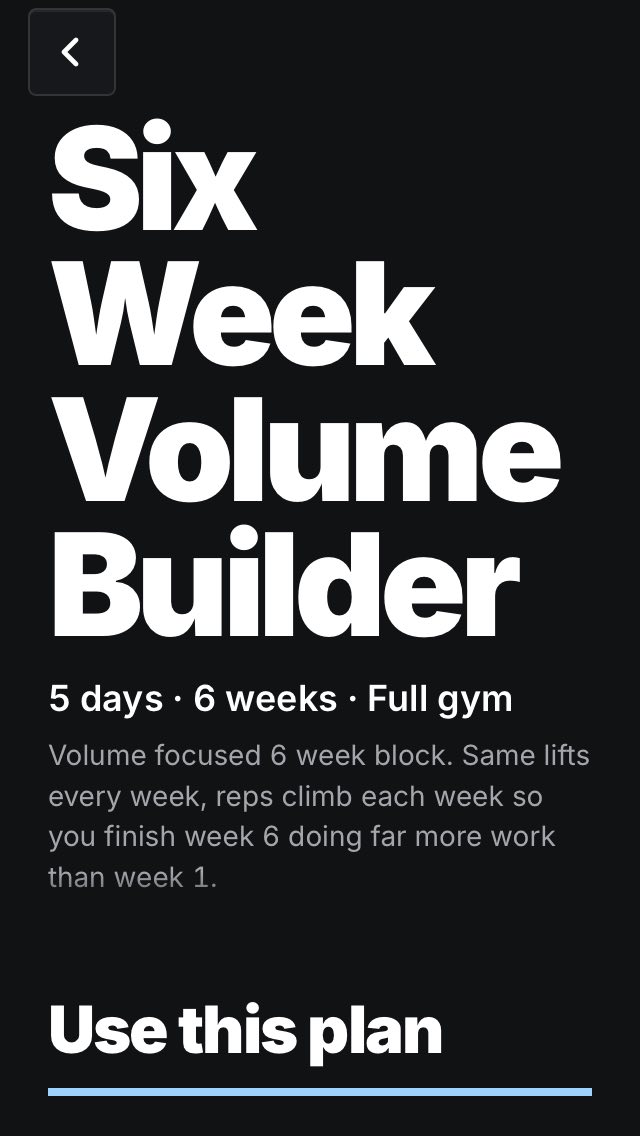 Six
Week
Volume
Builder
5 days · 6 weeks · Full gym
Volume focused 6 week block. Same lifts
every week, reps climb each week so
you finish week 6 doing far more work
than week 1.
Use this plan